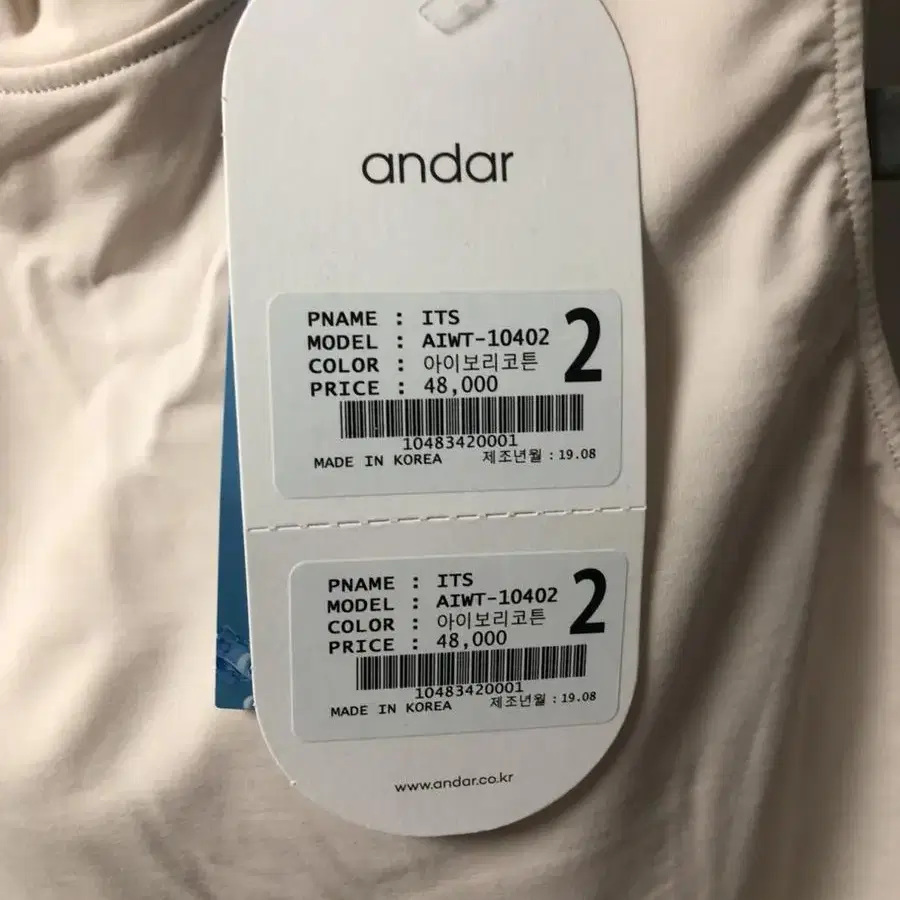 andar
PNAME : ITS
MODEL : AIWT-10402
2
COLOR : 아이보리코튼
PRICE : 48,000
10483420001
MADE IN KOREA 제조년월 : 19.08
PNAME : ITS
MODEL : AIWT-10402
2
COLOR : 아이보리코튼
PRICE : 48,000
10483420001
MADE IN KOREA 제조년월 : 19.08
www.andar.co.kr